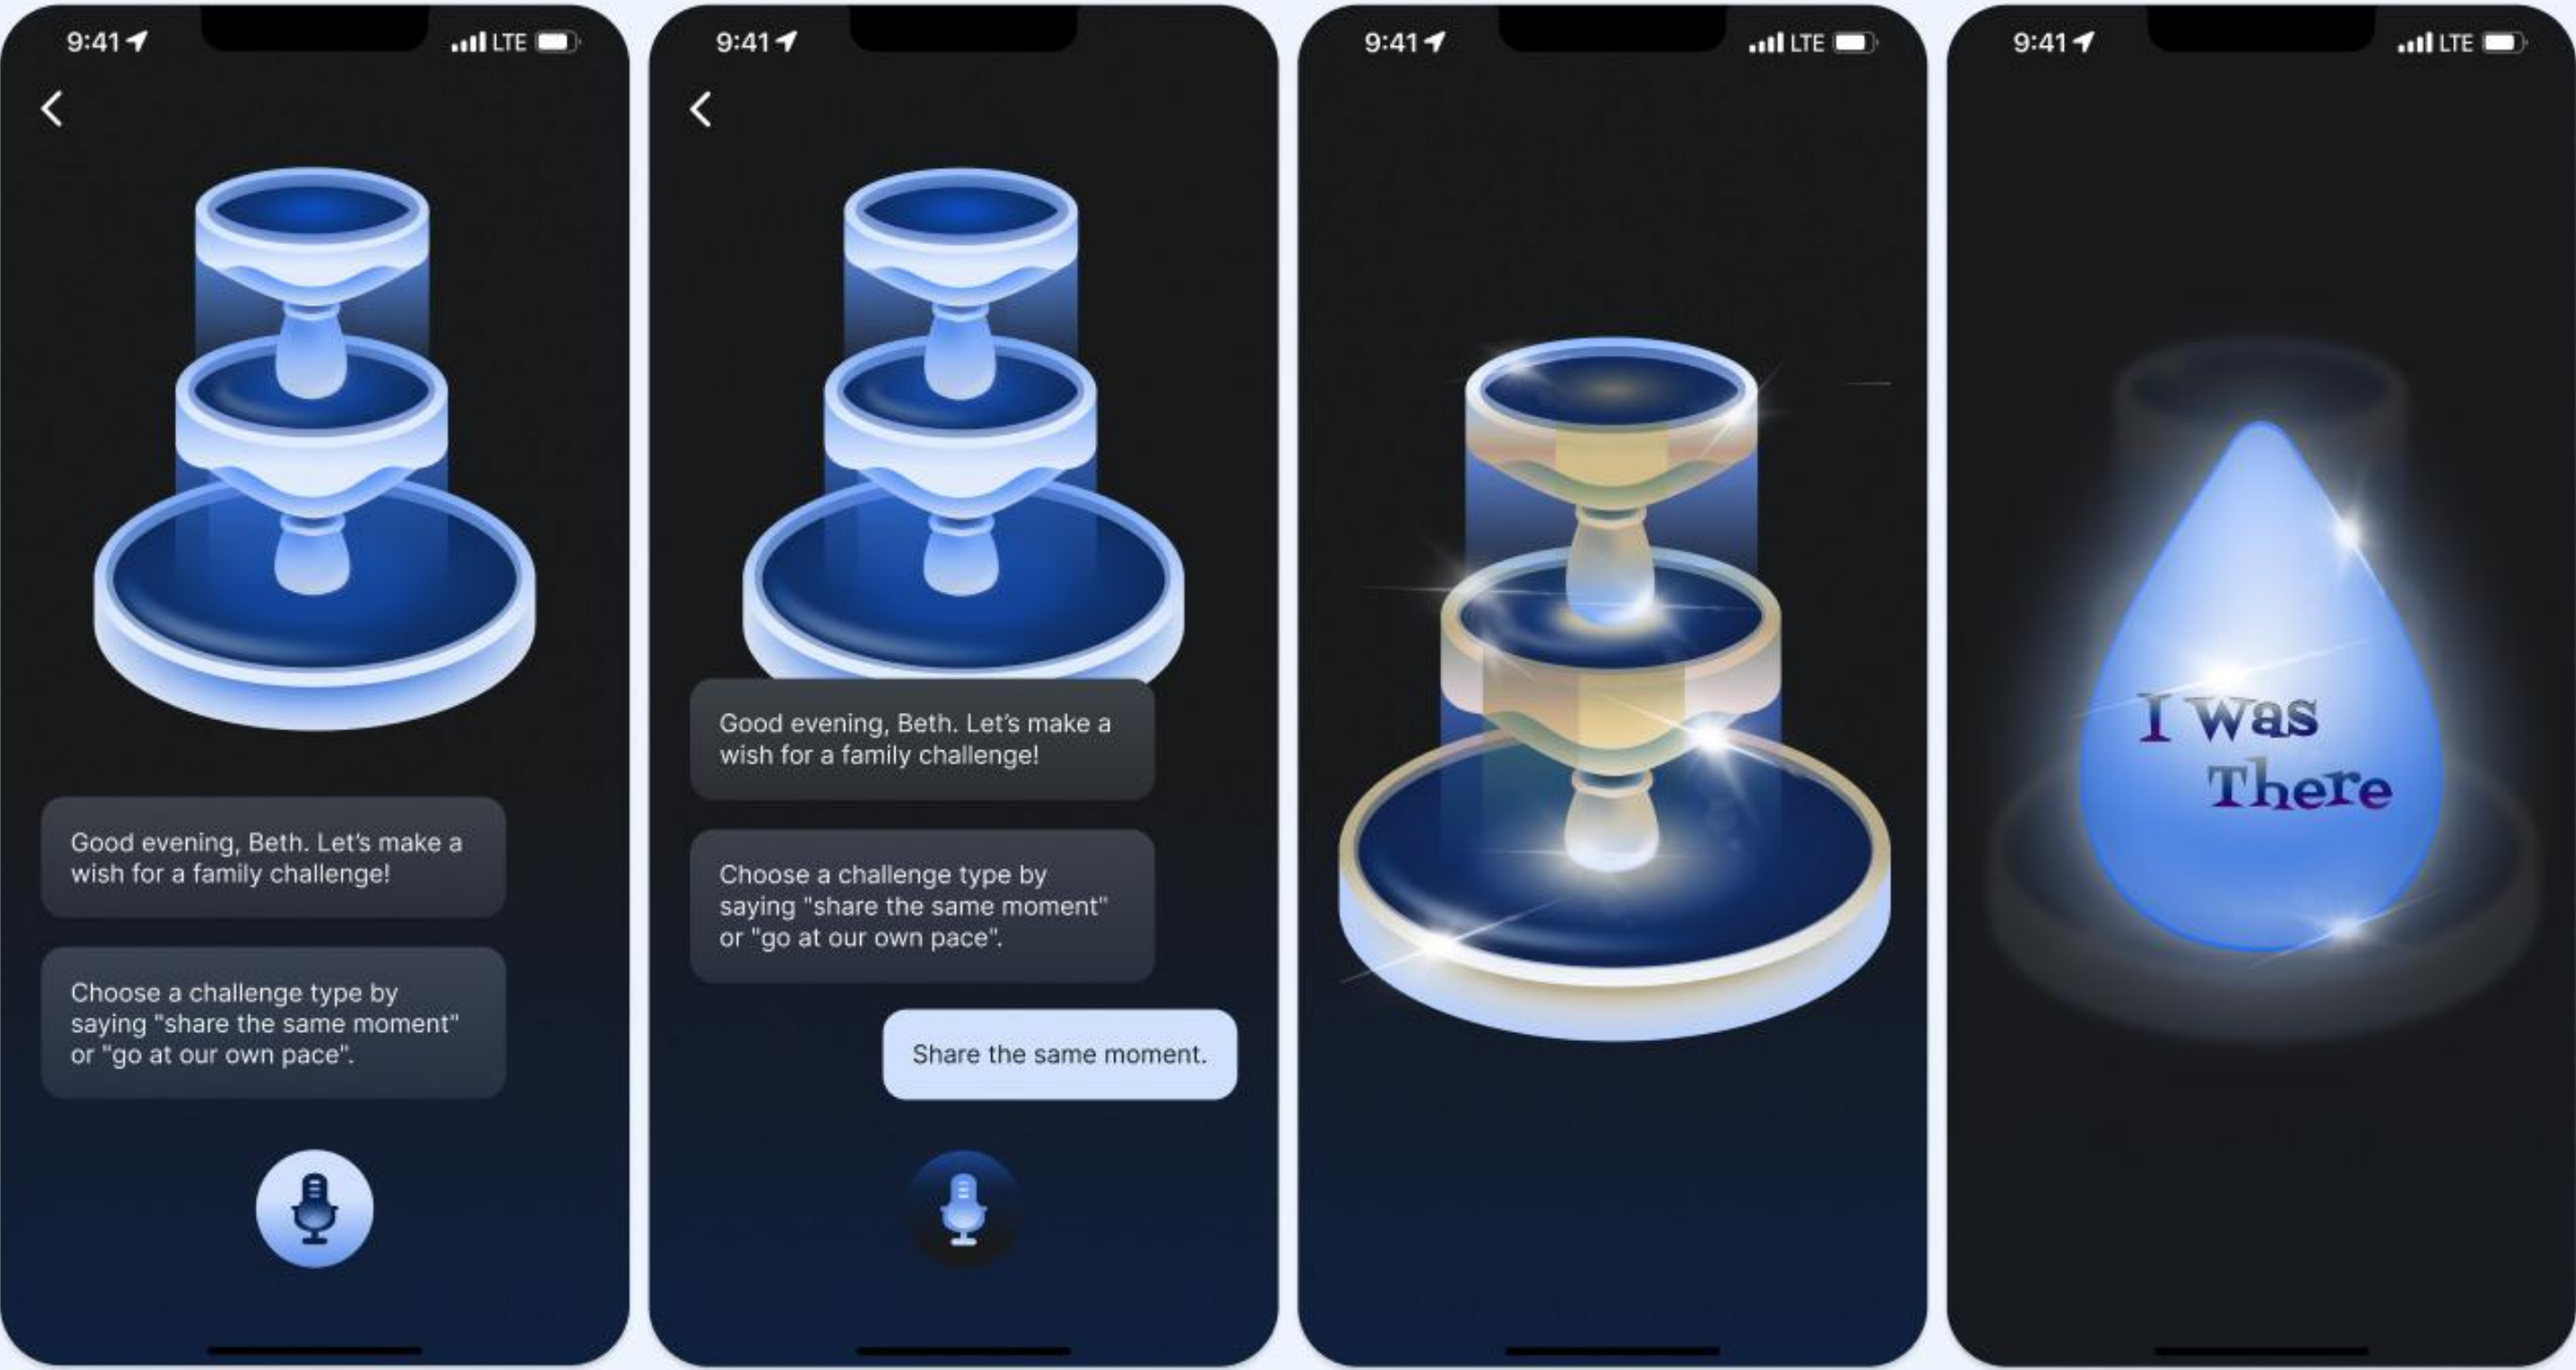 9:41 LTE
Good evening, Beth. Let's make a
wish for a family challenge!
Choose a challenge type by
saying "share the same moment"
or "go at our own pace".
9:41
Good evening, Beth. Let's make a
wish for a family challenge!
Choose a challenge type by
saying "share the same moment"
or "go at our own pace".
Share the same moment.
9:41 LTE
9:41 LTE
I was
There